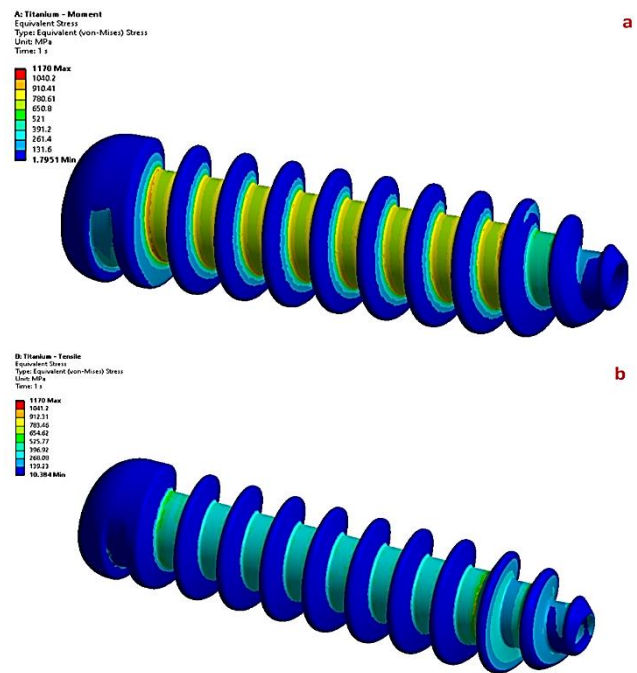 A: Titanium - Moment
Equivalent Stress
Type: Equivalent (von-Mises) Stress
Unit: MPa
Time: 1 s
a
1170 Max
1040.2
910.41
780.61
650.8
521
391.2
261.4
131.6
1.7951 Min
B: Titanium - Tensile
Equivalent Stress
Type: Equivalent (von-Mises) Stress
Unit: MPa
Time: 1 s
b
1170 Max
1041.2
912.31
783.46
654.62
525.77
396.92
268.08
139.23
10.384 Min